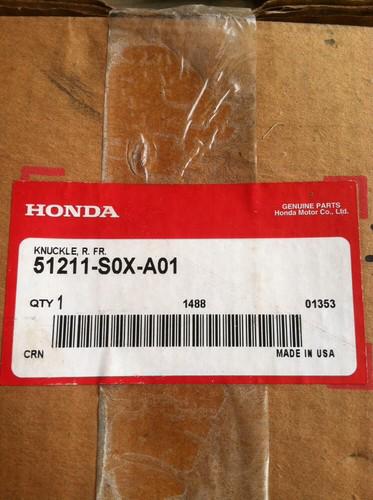 HONDA
GENUINE PARTS
Honda Motor Co., Ltd.
KNUCKLE, R. FR.
51211-S0X-A01
QTY 1 1488 01353
CRN MADE IN USA